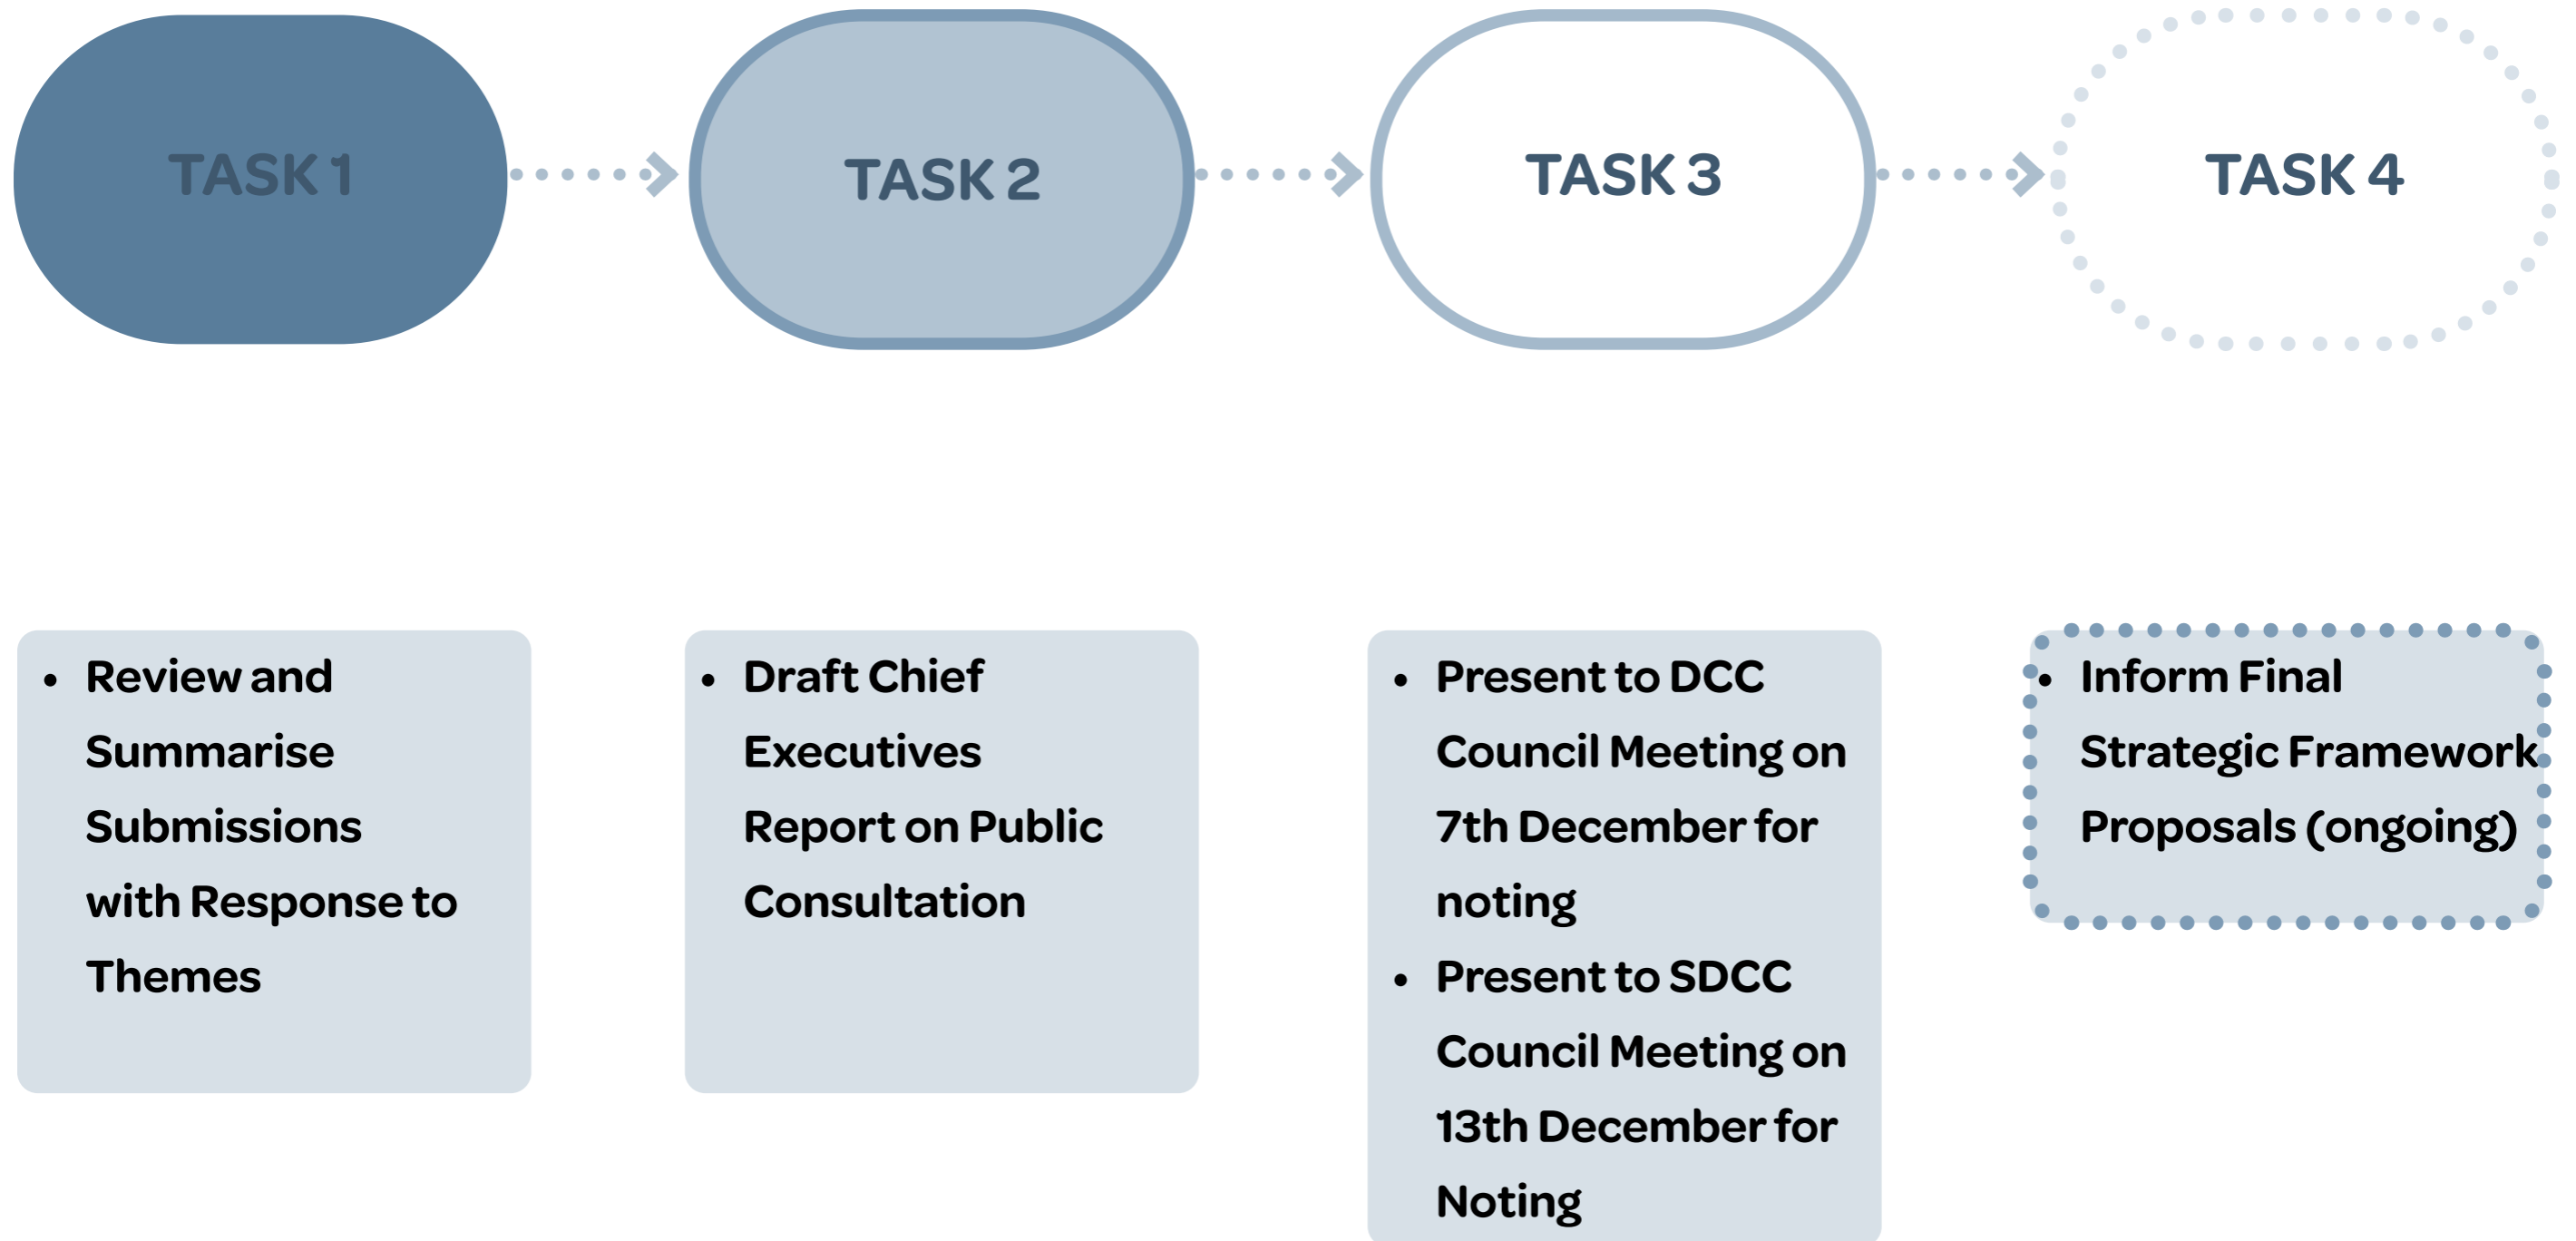 TASK 1
TASK 2
TASK 3
TASK 4
• Review and
Summarise
Submissions
with Response to
Themes
• Draft Chief
Executives
Report on Public
Consultation
• Present to DCC
Council Meeting on
7th December for
noting
• Present to SDCC
Council Meeting on
13th December for
Noting
• Inform Final
Strategic Framework
Proposals (ongoing)